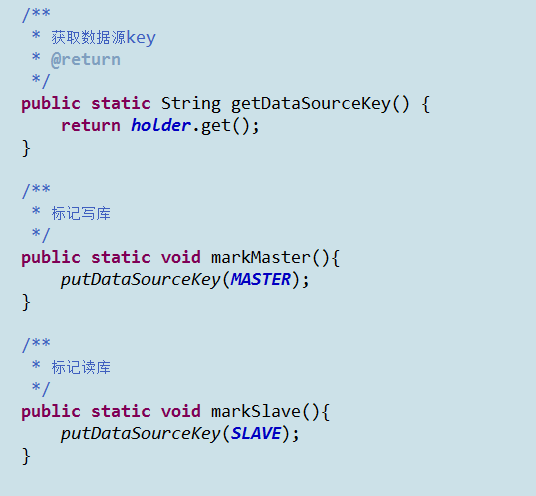 /**
 * 获取数据源key
 * @return
 */
public static String getDataSourceKey() {
    return holder.get();
}
/**
 * 标记写库
 */
public static void markMaster(){
    putDataSourceKey(MASTER);
}
/**
 * 标记读库
 */
public static void markSlave(){
    putDataSourceKey(SLAVE);
}